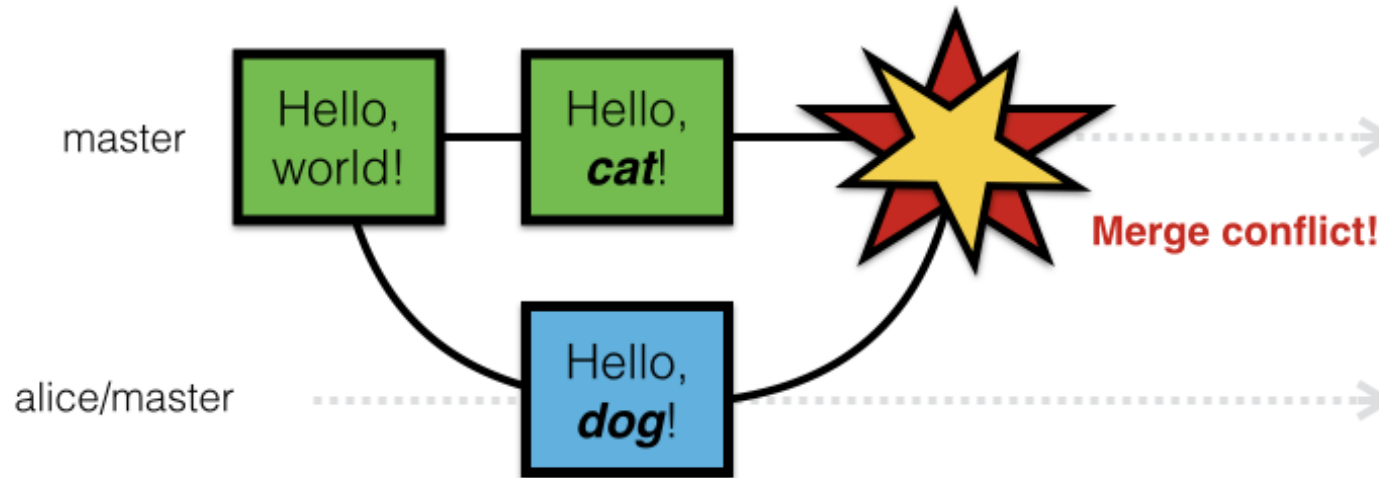 master
Hello,
world!
Hello,
cat!
Merge conflict!
alice/master
Hello,
dog!